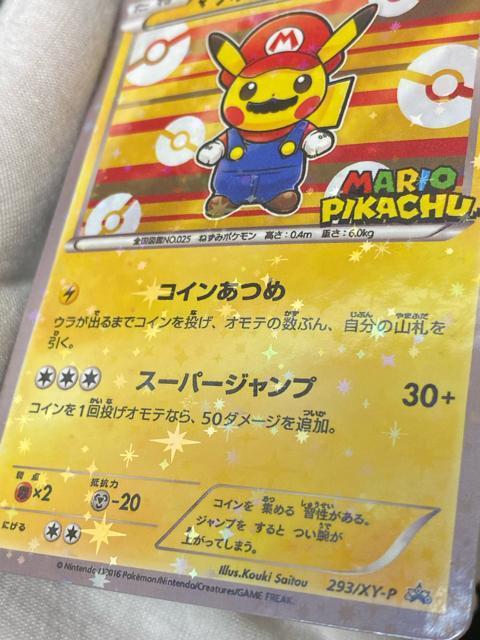 MARIO
PIKACHU
全国図鑑NO.025 ねずみポケモン 高さ:0.4m 重さ:6.0kg
コインあつめ
ウラが出るまでコインを投げ、オモテの数ぶん、自分の山札を
引く。
スーパージャンプ 30+
コインを1回投げオモテなら、50ダメージを追加。
弱点 抵抗力
×2 -20
にげる
コインを集める習性がある。
ジャンプをするとつい腕が
上がってしまう。
Illus.Kouki Saitou
©Nintendo ©2016 Pokémon/Nintendo/Creatures/GAME FREAK.
293/XY-P